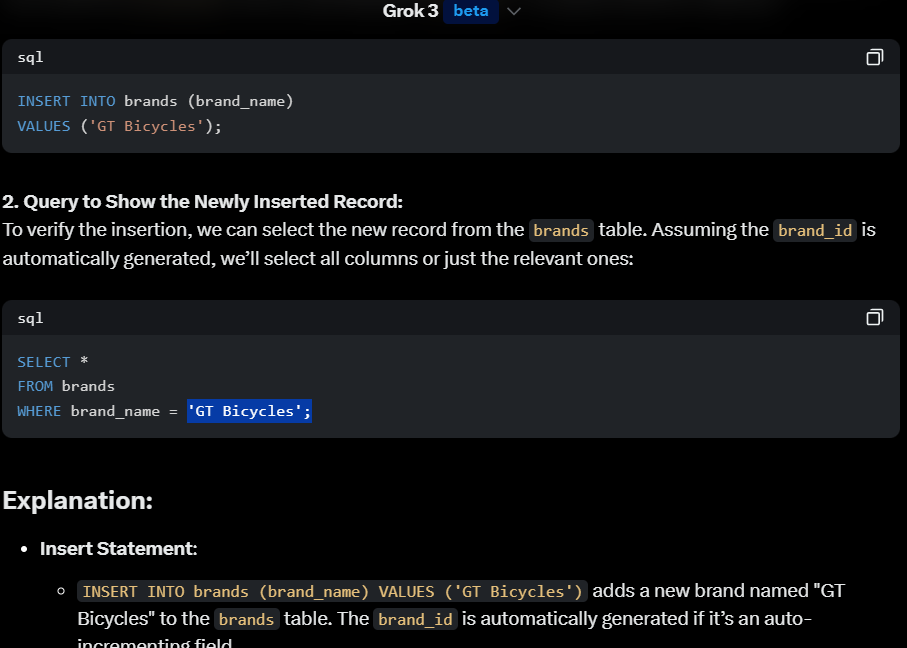 Grok 3 beta
sql
INSERT INTO brands (brand_name)
VALUES ('GT Bicycles');
2. Query to Show the Newly Inserted Record:
To verify the insertion, we can select the new record from the brands table. Assuming the brand_id is
automatically generated, we’ll select all columns or just the relevant ones:
sql
SELECT *
FROM brands
WHERE brand_name = 'GT Bicycles';
Explanation:
• Insert Statement:
◦ INSERT INTO brands (brand_name) VALUES ('GT Bicycles') adds a new brand named "GT
Bicycles" to the brands table. The brand_id is automatically generated if it’s an auto-
incrementing field.